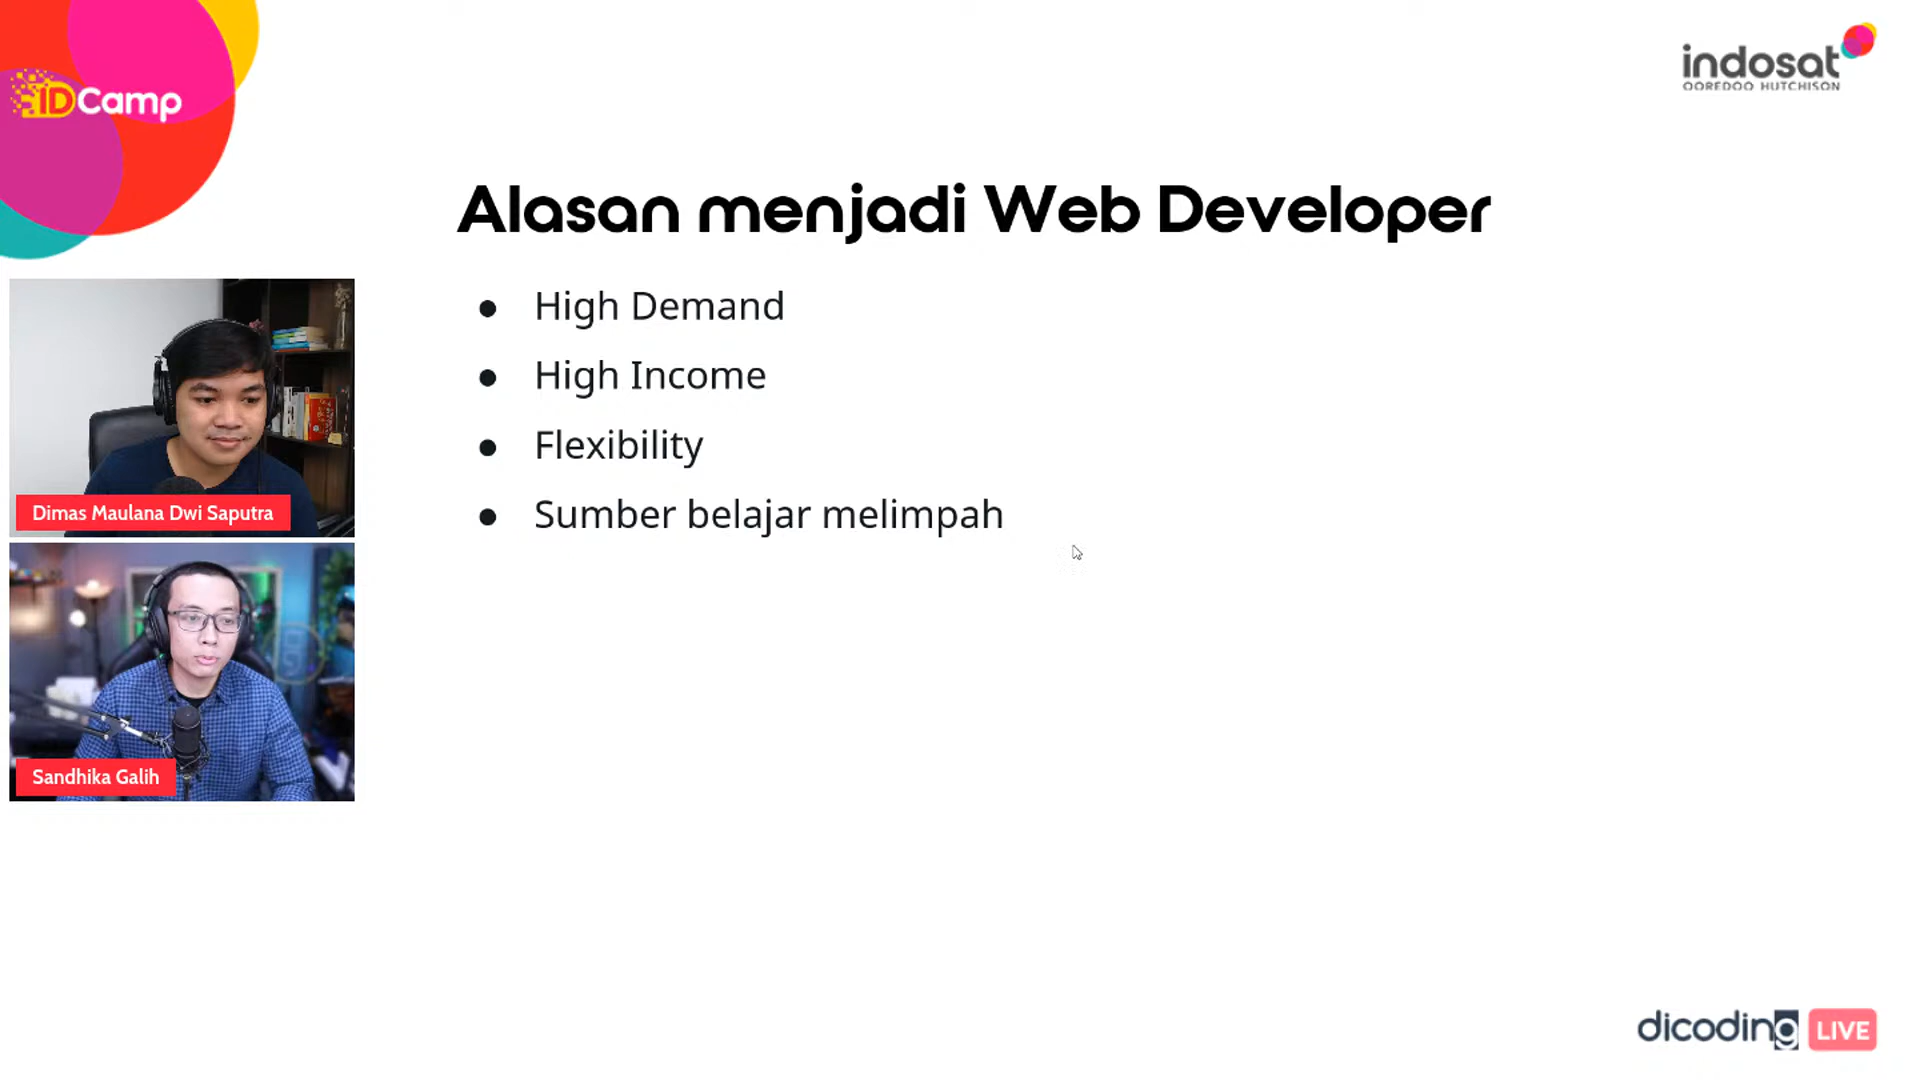 IDCamp
indosat
OOREDOO HUTCHISON
Alasan menjadi Web Developer
● High Demand
● High Income
● Flexibility
● Sumber belajar melimpah
Dimas Maulana Dwi Saputra
Sandhika Galih
dicoding LIVE